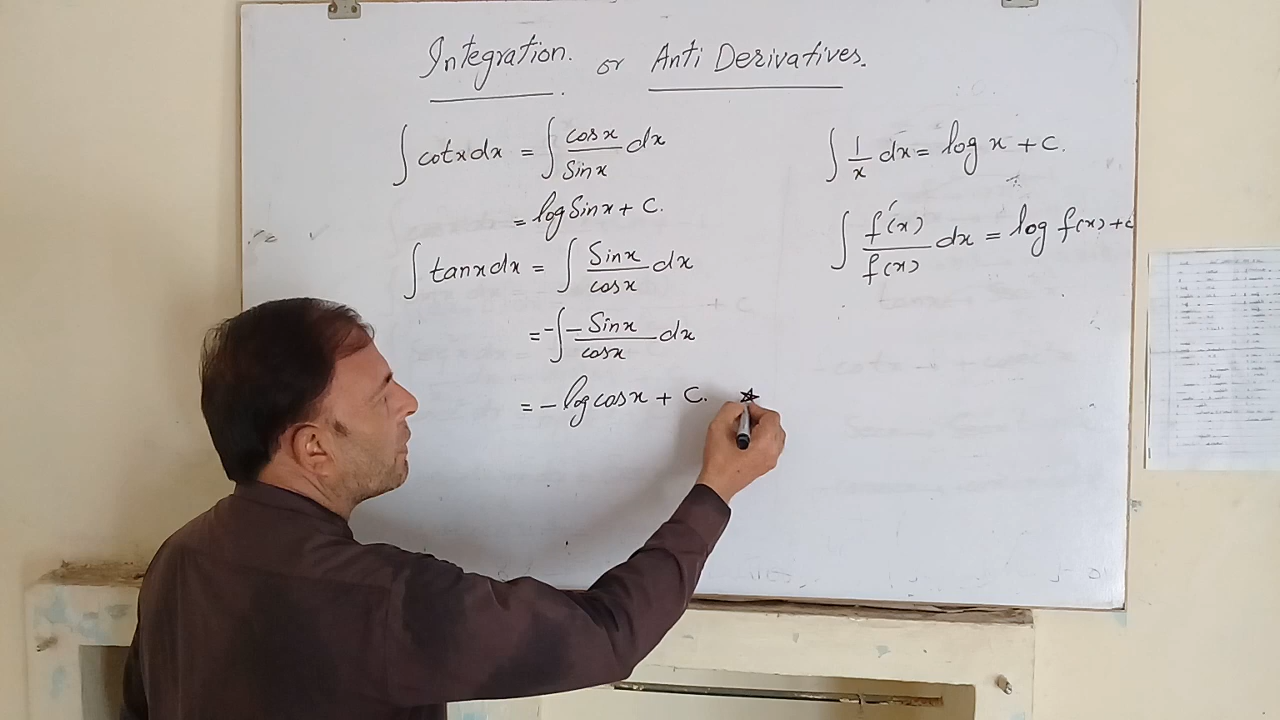 Integration. or Anti Derivatives.
∫ cotx dx = ∫ cosx/Sinx dx
= log Sinx + C.
∫ tanx dx = ∫ Sinx/cosx dx
= -∫ -Sinx/cosx dx
= - log cosx + C. ☆
∫ 1/x dx = log x + C.
∫ f'(x)/f(x) dx = log f(x) + C